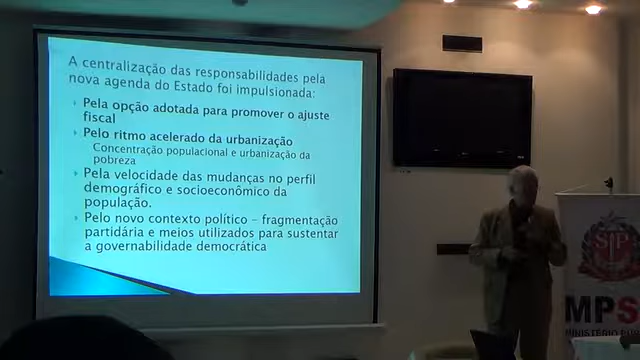 A centralização das responsabilidades pela
nova agenda do Estado foi impulsionada:
Pela opção adotada para promover o ajuste
fiscal
Pelo ritmo acelerado da urbanização
Concentração populacional e urbanização da
pobreza
Pela velocidade das mudanças no perfil
demográfico e socioeconômico da
população.
Pelo novo contexto político – fragmentação
partidária e meios utilizados para sustentar
a governabilidade democrática
SP
MPS
MINISTÉRIO